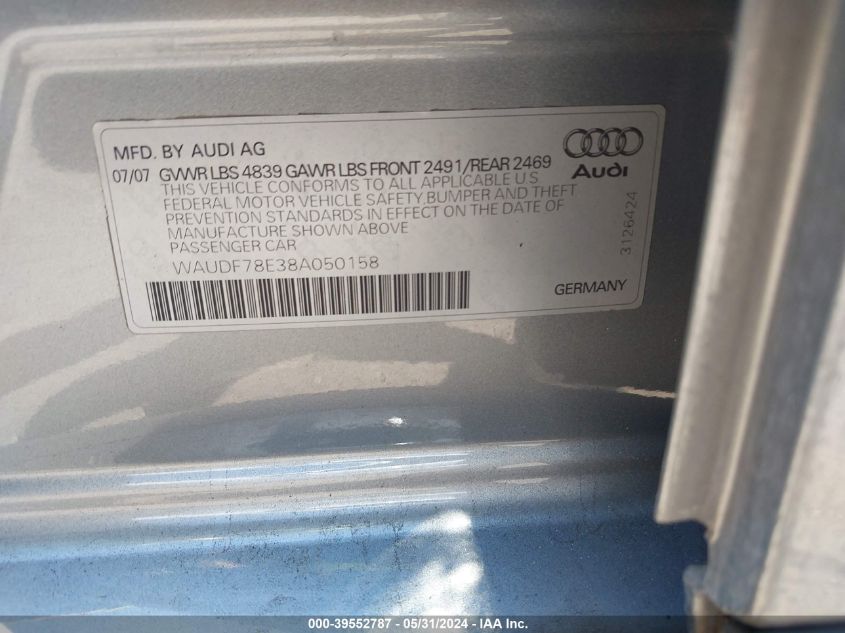 MFD. BY AUDI AG
07/07 GVWR LBS 4839 GAWR LBS FRONT 2491/REAR 2469
THIS VEHICLE CONFORMS TO ALL APPLICABLE U S
FEDERAL MOTOR VEHICLE SAFETY,BUMPER AND THEFT
PREVENTION STANDARDS IN EFFECT ON THE DATE OF
MANUFACTURE SHOWN ABOVE
PASSENGER CAR
WAUDF78E38A050158
Audi
3126424
GERMANY
000-39552787 - 05/31/2024 - IAA Inc.